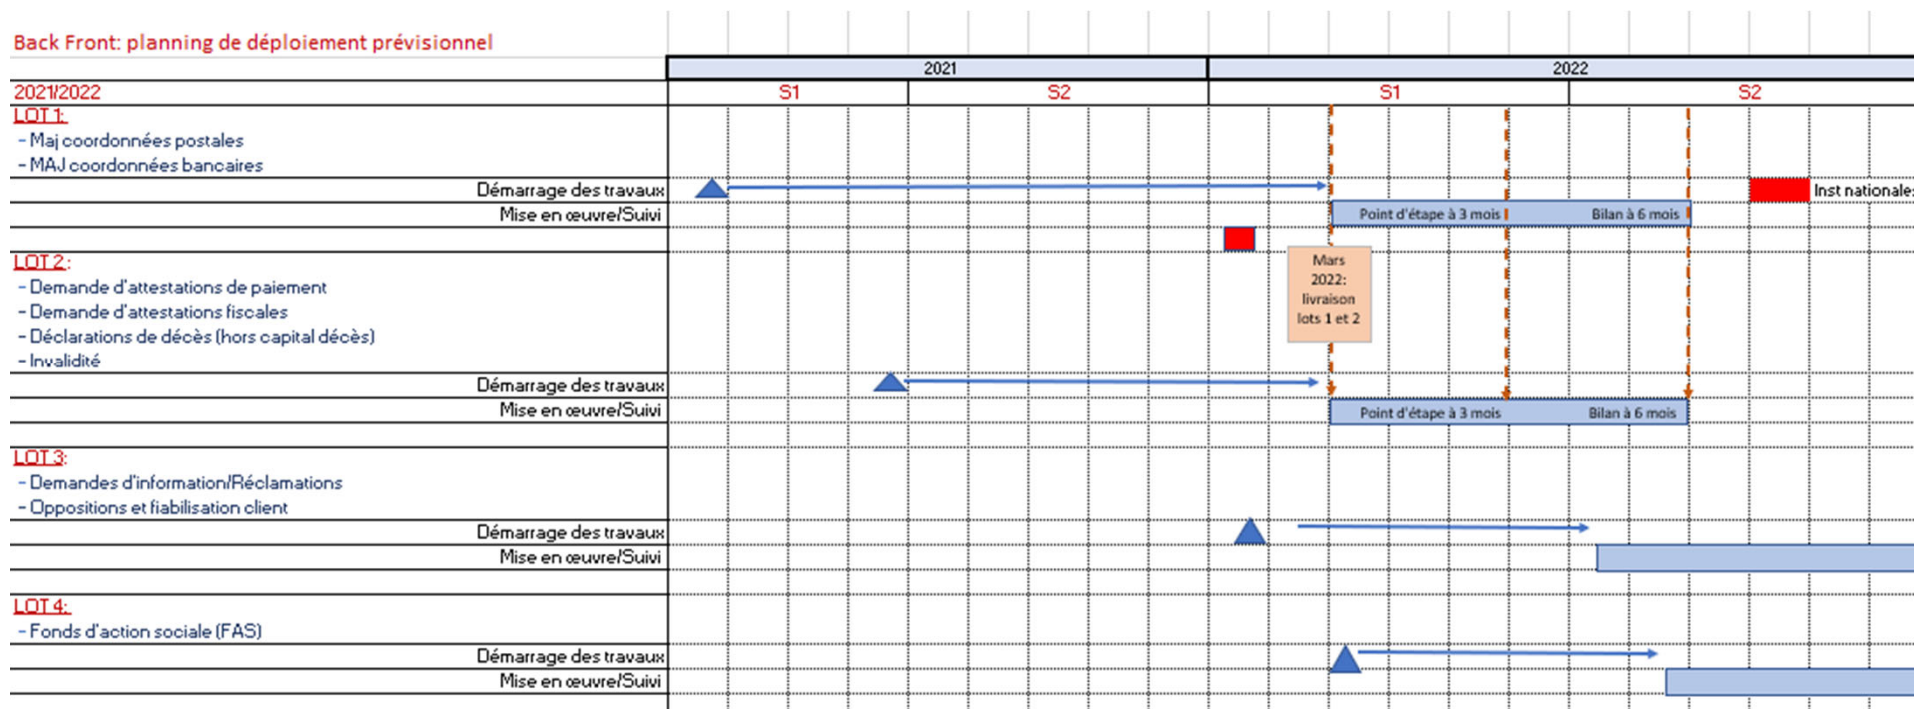 Back Front: planning de déploiement prévisionnel
2021 2022
2021/2022 S1 S2 S1 S2
LOT 1:
- Maj coordonnées postales
- MAJ coordonnées bancaires
Démarrage des travaux Inst nationales
Mise en œuvre/Suivi Point d'étape à 3 mois Bilan à 6 mois
LOT 2:
- Demande d'attestations de paiement
- Demande d'attestations fiscales
- Déclarations de décès (hors capital décès)
- Invalidité
Mars
2022:
livraison
lots 1 et 2
Démarrage des travaux
Mise en œuvre/Suivi Point d'étape à 3 mois Bilan à 6 mois
LOT 3:
- Demandes d'information/Réclamations
- Oppositions et fiabilisation client
Démarrage des travaux
Mise en œuvre/Suivi
LOT 4:
- Fonds d'action sociale (FAS)
Démarrage des travaux
Mise en œuvre/Suivi